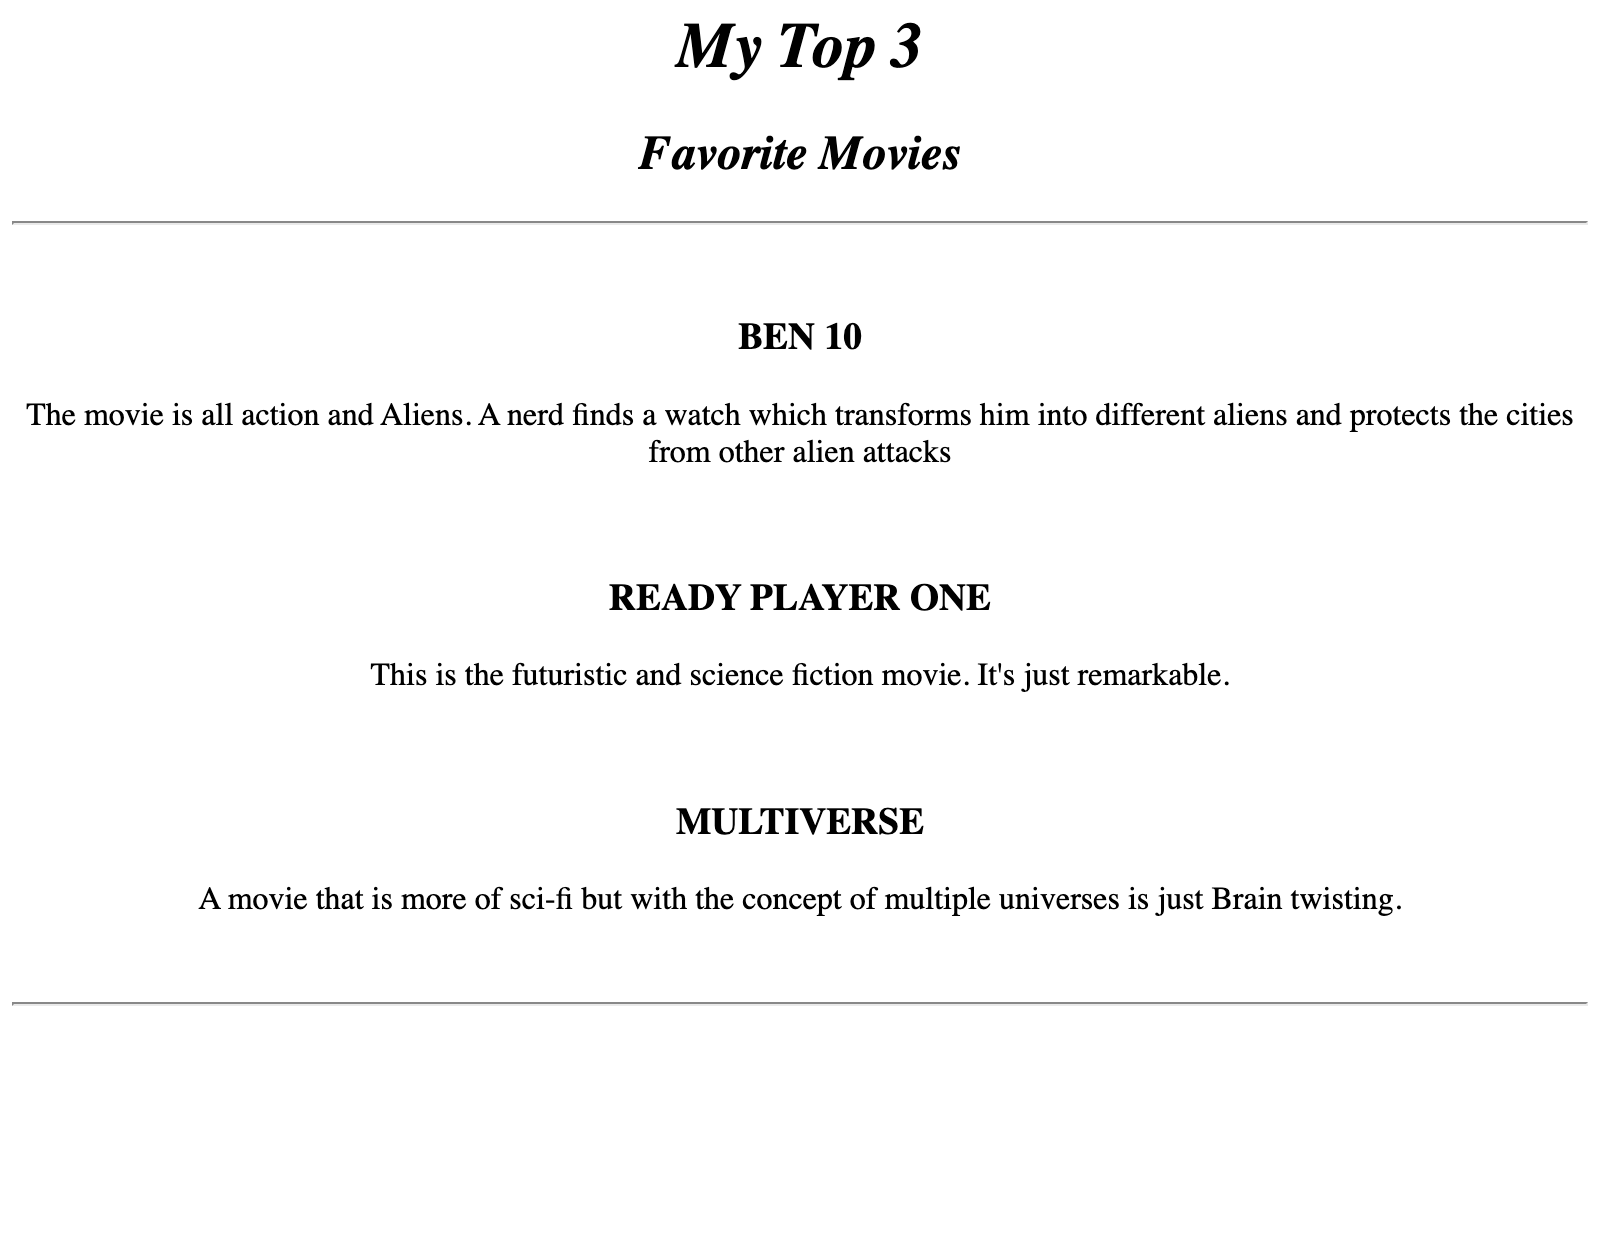 My Top 3
Favorite Movies
BEN 10
The movie is all action and Aliens. A nerd finds a watch which transforms him into different aliens and protects the cities
from other alien attacks
READY PLAYER ONE
This is the futuristic and science fiction movie. It's just remarkable.
MULTIVERSE
A movie that is more of sci-fi but with the concept of multiple universes is just Brain twisting.